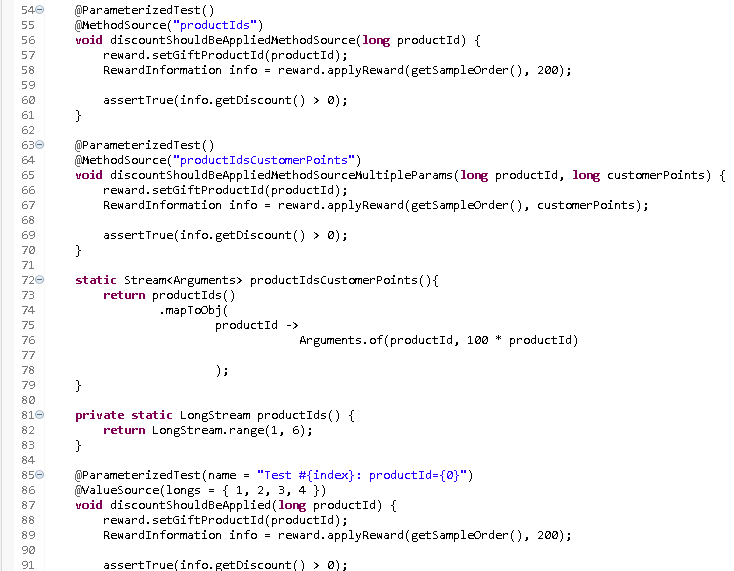 54 @ParameterizedTest()
55 @MethodSource("productIds")
56 void discountShouldBeAppliedMethodSource(long productId) {
57 reward.setGiftProductId(productId);
58 RewardInformation info = reward.applyReward(getSampleOrder(), 200);
59
60 assertTrue(info.getDiscount() > 0);
61 }
62
63 @ParameterizedTest()
64 @MethodSource("productIdsCustomerPoints")
65 void discountShouldBeAppliedMethodSourceMultipleParams(long productId, long customerPoints) {
66 reward.setGiftProductId(productId);
67 RewardInformation info = reward.applyReward(getSampleOrder(), customerPoints);
68
69 assertTrue(info.getDiscount() > 0);
70 }
71
72 static Stream<Arguments> productIdsCustomerPoints(){
73 return productIds()
74 .mapToObj(
75 productId ->
76 Arguments.of(productId, 100 * productId)
77
78 );
79 }
80
81 private static LongStream productIds() {
82 return LongStream.range(1, 6);
83 }
84
85 @ParameterizedTest(name = "Test #{index}: productId={0}")
86 @ValueSource(longs = { 1, 2, 3, 4 })
87 void discountShouldBeApplied(long productId) {
88 reward.setGiftProductId(productId);
89 RewardInformation info = reward.applyReward(getSampleOrder(), 200);
90
91 assertTrue(info.getDiscount() > 0);